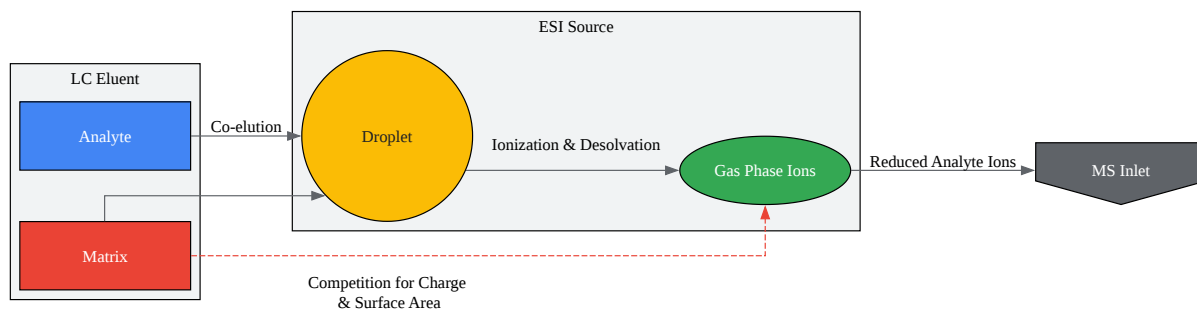 ESI Source
LC Eluent
Analyte
Co-elution
Droplet
Ionization & Desolvation
Gas Phase Ions
Reduced Analyte Ions
MS Inlet
Matrix
Competition for Charge
& Surface Area